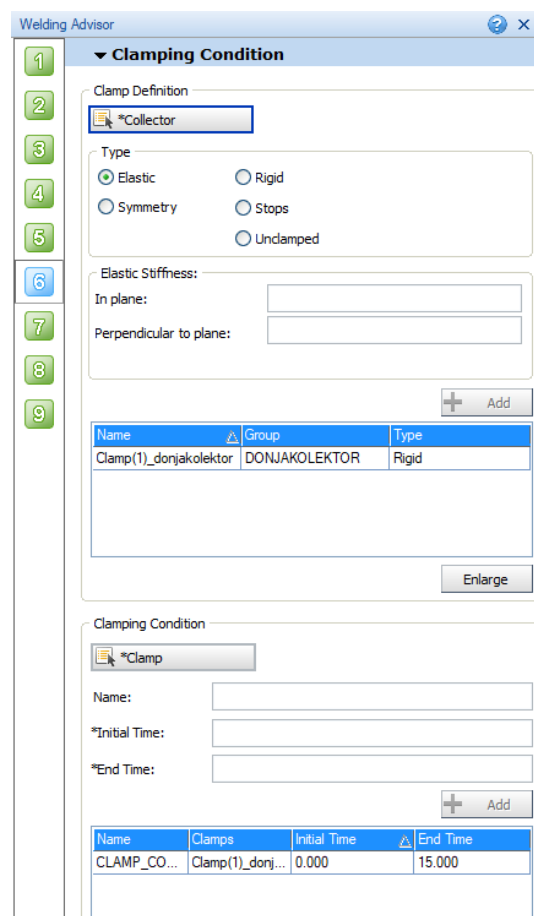 Welding Advisor
Clamping Condition
1
2
3
4
5
6
7
8
9
Clamp Definition
*Collector
Type
Elastic Rigid
Symmetry Stops
Unclamped
Elastic Stiffness:
In plane:
Perpendicular to plane:
Add
Name Group Type
Clamp(1)_donjakolektor DONJAKOLEKTOR Rigid
Enlarge
Clamping Condition
*Clamp
Name:
*Initial Time:
*End Time:
Add
Name Clamps Initial Time End Time
CLAMP_CO... Clamp(1)_donj... 0.000 15.000